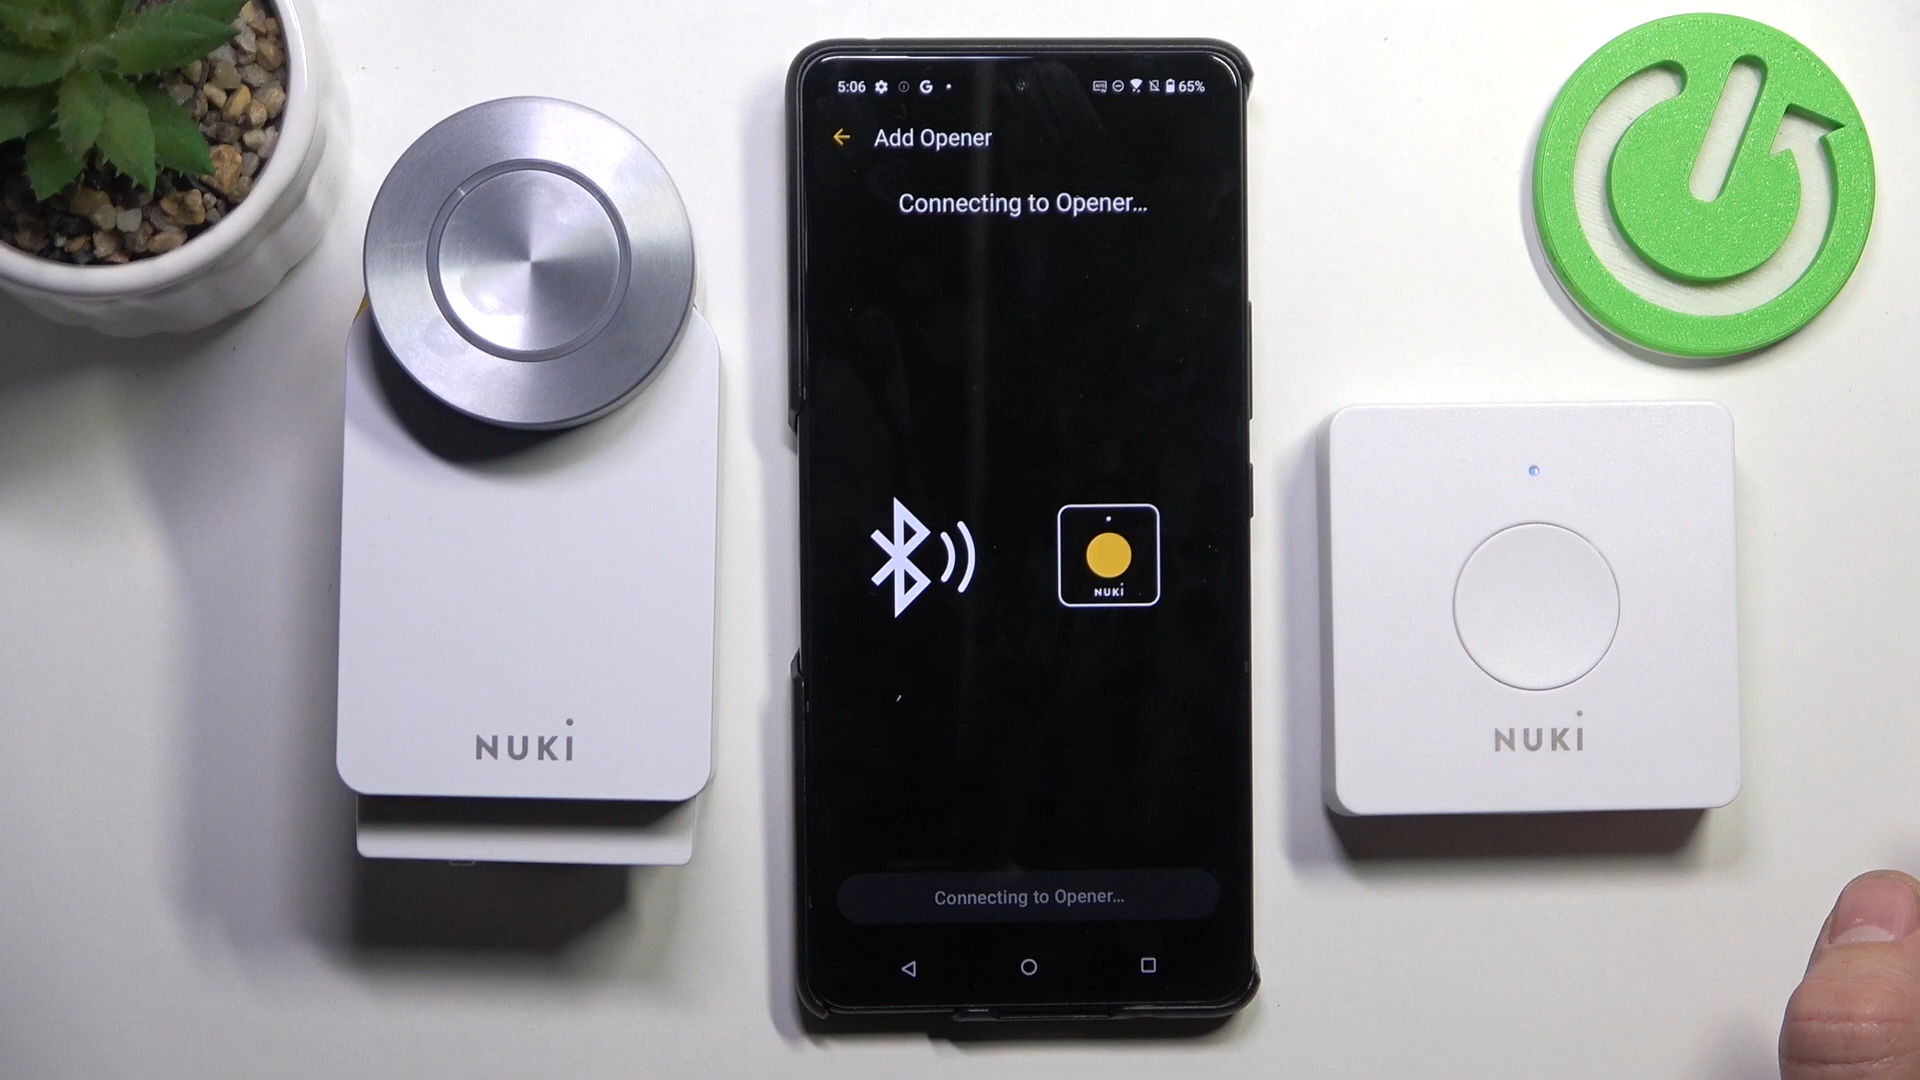 5:06
65%
Add Opener
Connecting to Opener...
NUKi
Connecting to Opener...
NUKi
NUKi